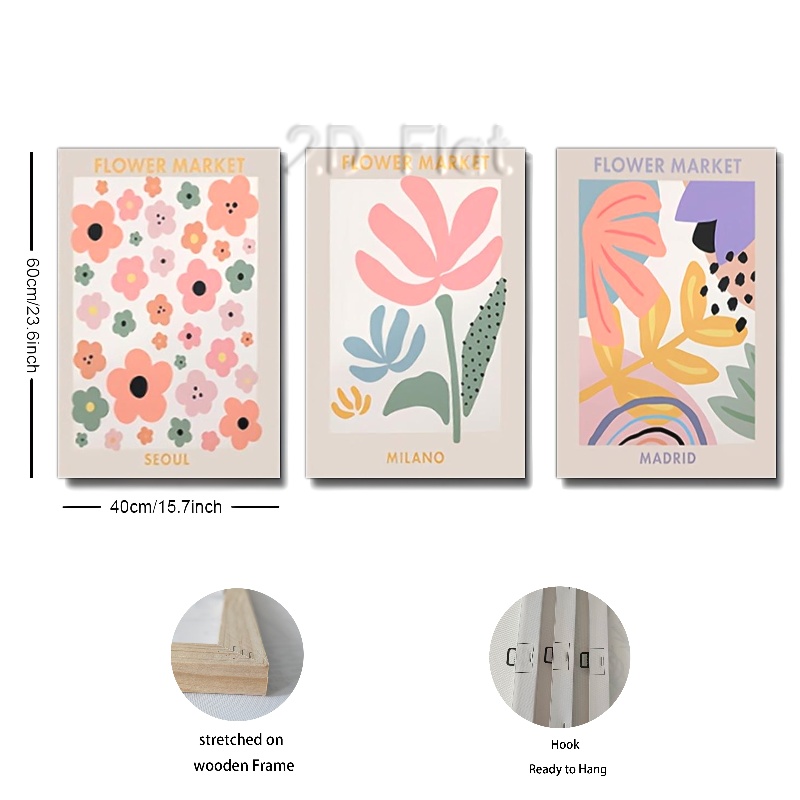 2D Flat
FLOWER MARKET
SEOUL
FLOWER MARKET
MILANO
FLOWER MARKET
MADRID
60cm/23.6inch
40cm/15.7inch
stretched on
wooden Frame
Hook
Ready to Hang